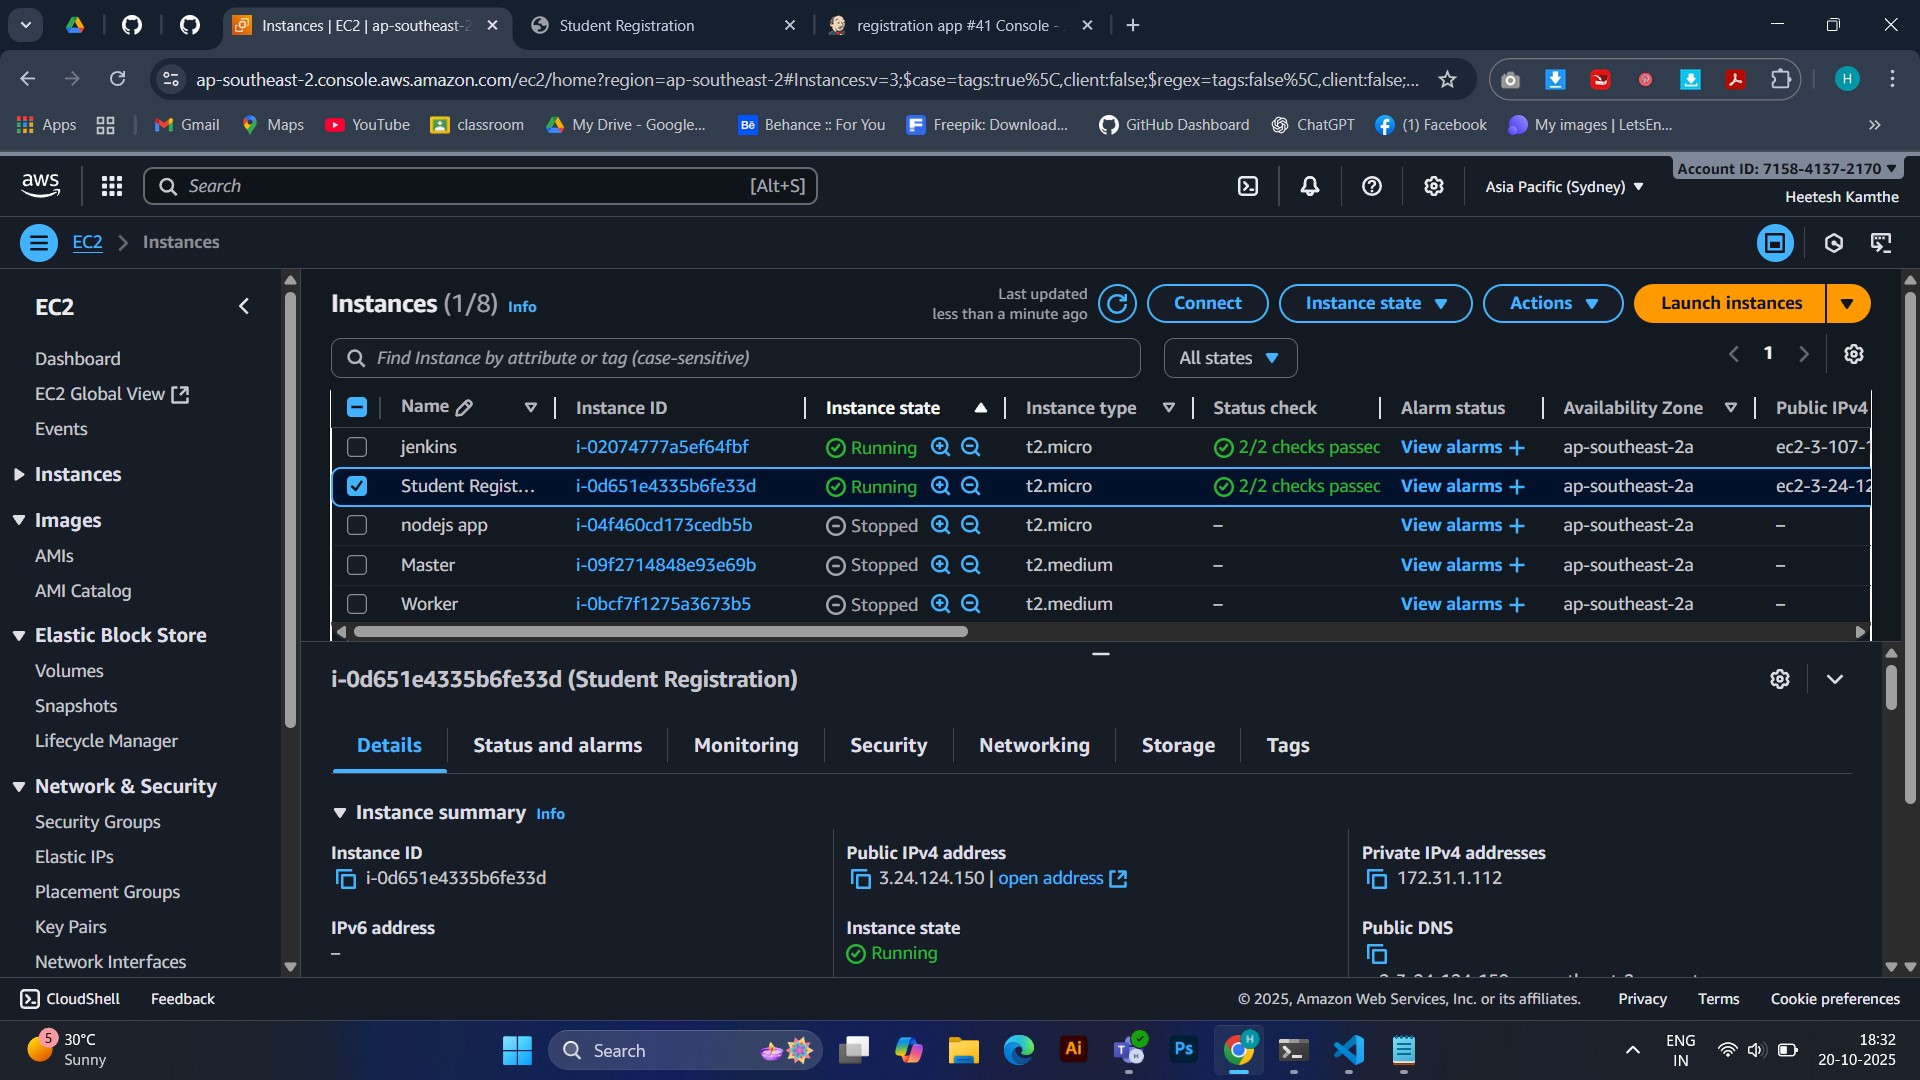 Instances | EC2 | ap-southeast-2
Student Registration
registration app #41 Console -
ap-southeast-2.console.aws.amazon.com/ec2/home?region=ap-southeast-2#Instances:v=3;$case=tags:true%5C,client:false;$regex=tags:false%5C,client:false;...
H
Apps
Gmail
Maps
YouTube
classroom
My Drive - Google...
Bē Behance :: For You
Freepik: Download...
GitHub Dashboard
ChatGPT
(1) Facebook
My images | LetsEn...
aws
Search
[Alt+S]
Asia Pacific (Sydney)
Account ID: 7158-4137-2170
Heetesh Kamthe
EC2
Instances
EC2
Dashboard
EC2 Global View
Events
Instances
Images
AMIs
AMI Catalog
Elastic Block Store
Volumes
Snapshots
Lifecycle Manager
Network & Security
Security Groups
Elastic IPs
Placement Groups
Key Pairs
Network Interfaces
Instances (1/8) Info
Last updated
less than a minute ago
Connect
Instance state
Actions
Launch instances
Find Instance by attribute or tag (case-sensitive)
All states
1
Name Instance ID Instance state Instance type Status check Alarm status Availability Zone Public IPv4
jenkins i-02074777a5ef64fbf Running t2.micro 2/2 checks passec View alarms + ap-southeast-2a ec2-3-107-1
Student Regist... i-0d651e4335b6fe33d Running t2.micro 2/2 checks passec View alarms + ap-southeast-2a ec2-3-24-12
nodejs app i-04f460cd173cedb5b Stopped t2.micro – View alarms + ap-southeast-2a –
Master i-09f2714848e93e69b Stopped t2.medium – View alarms + ap-southeast-2a –
Worker i-0bcf7f1275a3673b5 Stopped t2.medium – View alarms + ap-southeast-2a –
i-0d651e4335b6fe33d (Student Registration)
Details
Status and alarms
Monitoring
Security
Networking
Storage
Tags
Instance summary Info
Instance ID
i-0d651e4335b6fe33d
Public IPv4 address
3.24.124.150 | open address
Private IPv4 addresses
172.31.1.112
IPv6 address
–
Instance state
Running
Public DNS
CloudShell
Feedback
© 2025, Amazon Web Services, Inc. or its affiliates.
Privacy
Terms
Cookie preferences
5
30°C
Sunny
Search
Ai
T
H
Ps
H
ENG
IN
18:32
20-10-2025